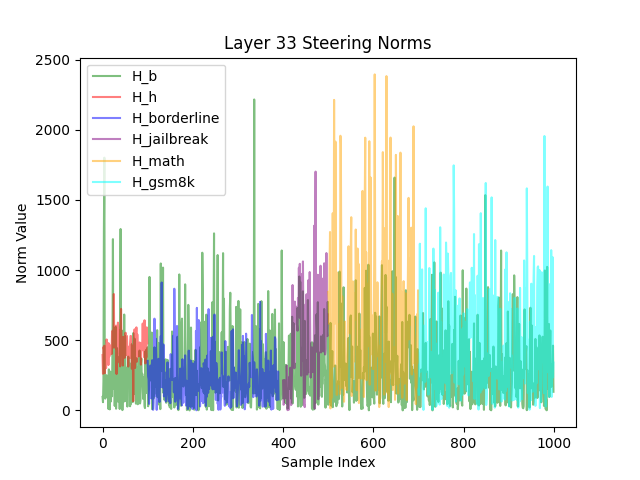 Layer 33 Steering Norms
H_b
H_h
H_borderline
H_jailbreak
H_math
H_gsm8k
2500
2000
1500
1000
500
0
Norm Value
0 200 400 600 800 1000
Sample Index